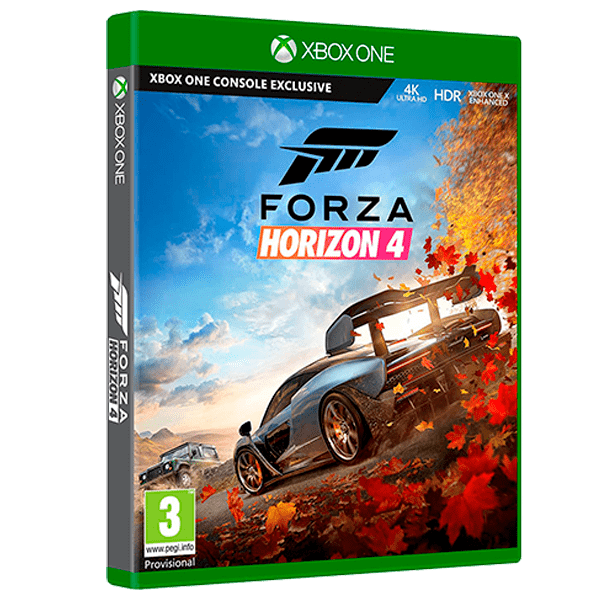 XBOX ONE
XBOX ONE CONSOLE EXCLUSIVE
4K
ULTRA HD
HDR
XBOX ONE X
ENHANCED
FORZA
HORIZON 4
3
www.pegi.info
Provisional
XBOX ONE
FORZA
HORIZON 4